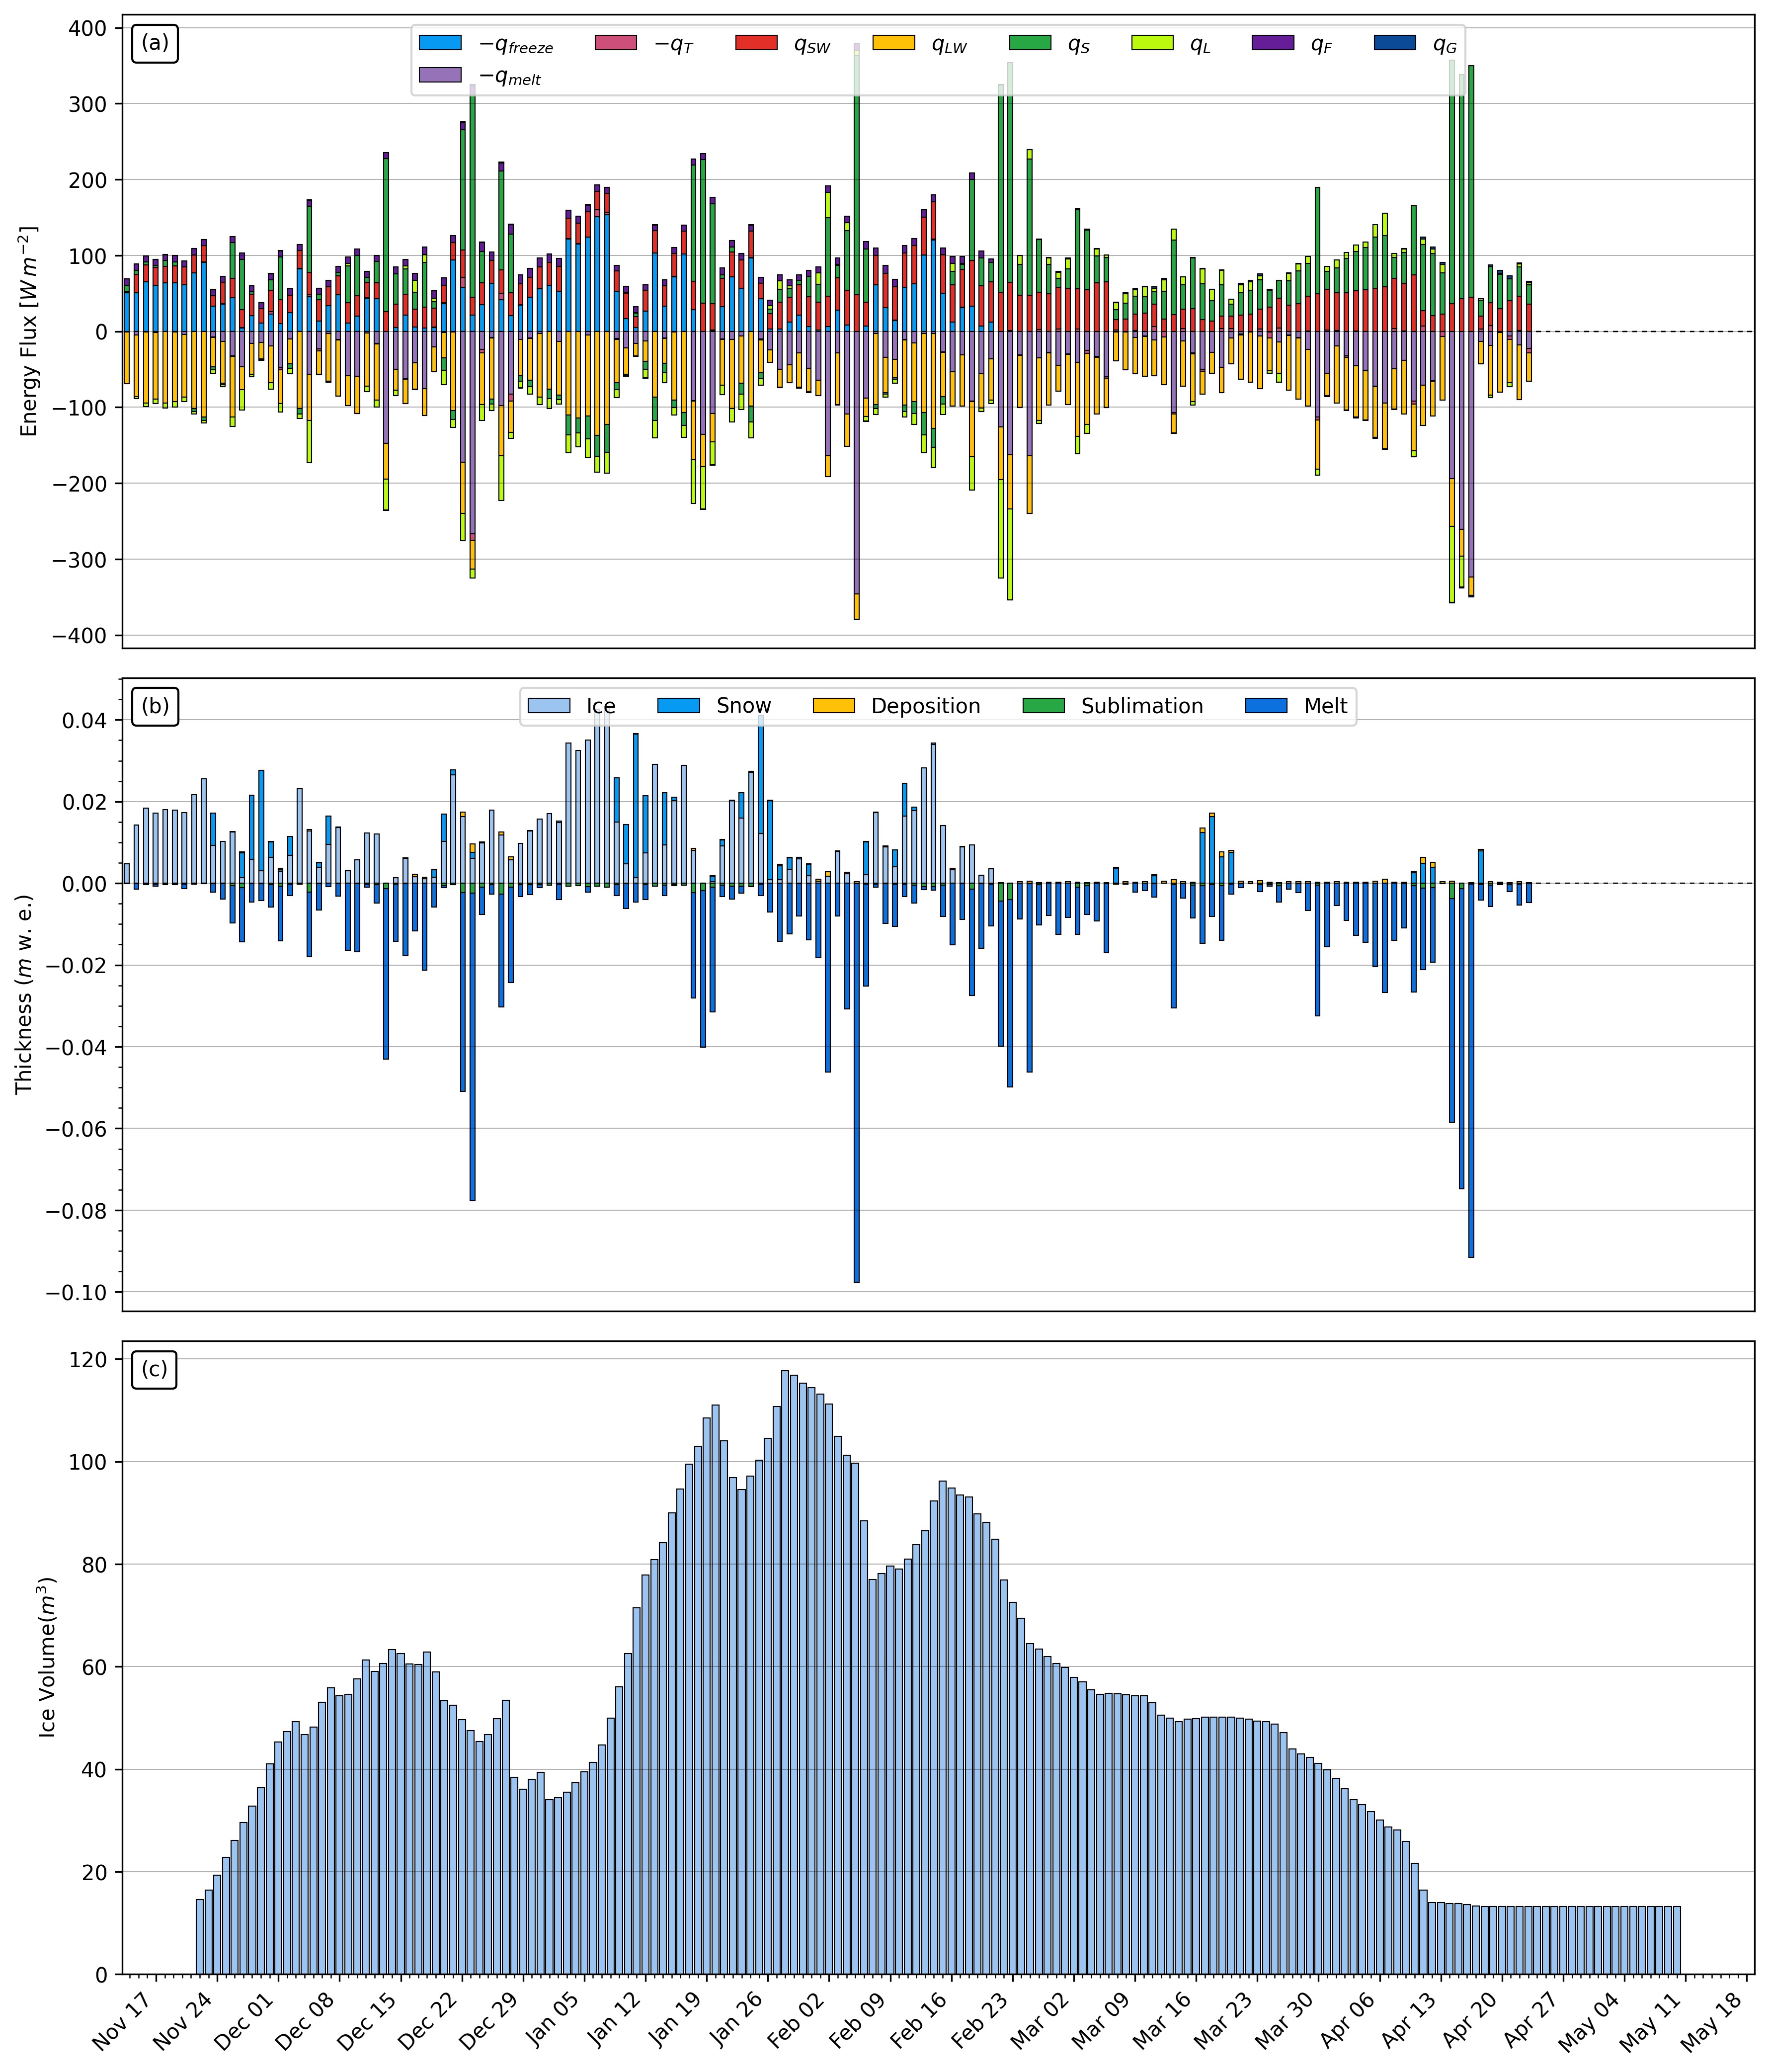 (a)
−q_freeze −q_T q_SW q_LW q_S q_L q_F q_G
−q_melt
400
300
200
100
0
−100
−200
−300
−400
Energy Flux [W m⁻²]
(b)
Ice Snow Deposition Sublimation Melt
0.04
0.02
0.00
−0.02
−0.04
−0.06
−0.08
−0.10
Thickness (m w. e.)
(c)
120
100
80
60
40
20
0
Ice Volume(m³)
Nov 17 Nov 24 Dec 01 Dec 08 Dec 15 Dec 22 Dec 29 Jan 05 Jan 12 Jan 19 Jan 26 Feb 02 Feb 09 Feb 16 Feb 23 Mar 02 Mar 09 Mar 16 Mar 23 Mar 30 Apr 06 Apr 13 Apr 20 Apr 27 May 04 May 11 May 18